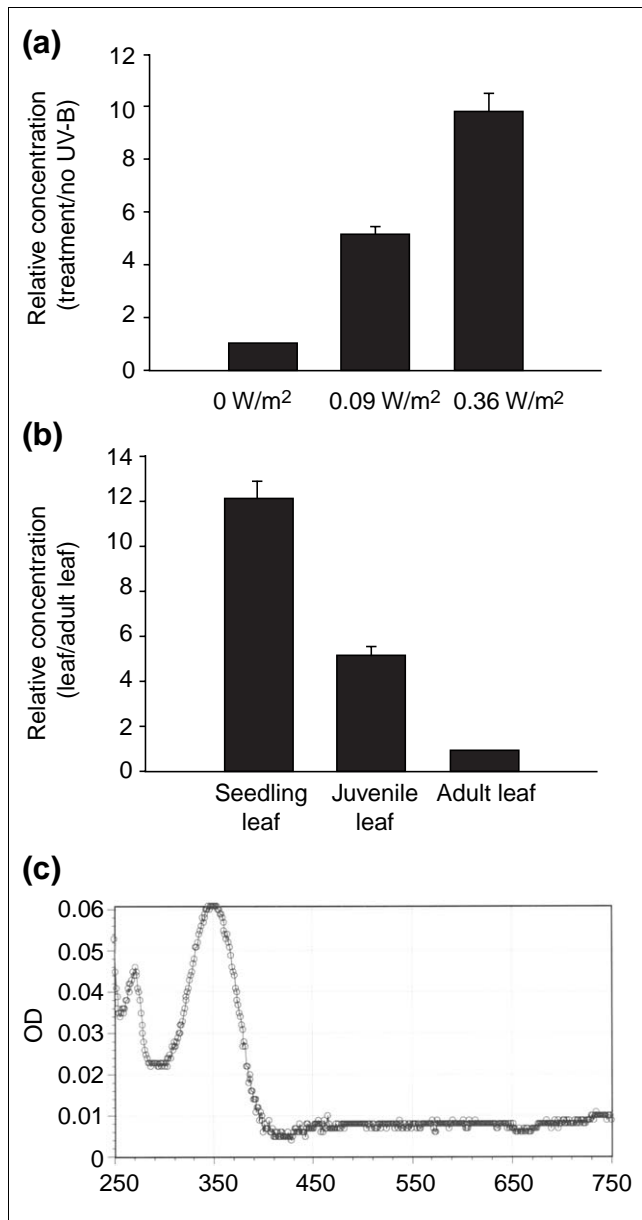 (a)
Relative concentration
(treatment/no UV-B)
12
10
8
6
4
2
0
0 W/m²
0.09 W/m²
0.36 W/m²
(b)
Relative concentration
(leaf/adult leaf)
14
12
10
8
6
4
2
0
Seedling
leaf
Juvenile
leaf
Adult leaf
(c)
OD
0.06
0.05
0.04
0.03
0.02
0.01
0
250
350
450
550
650
750